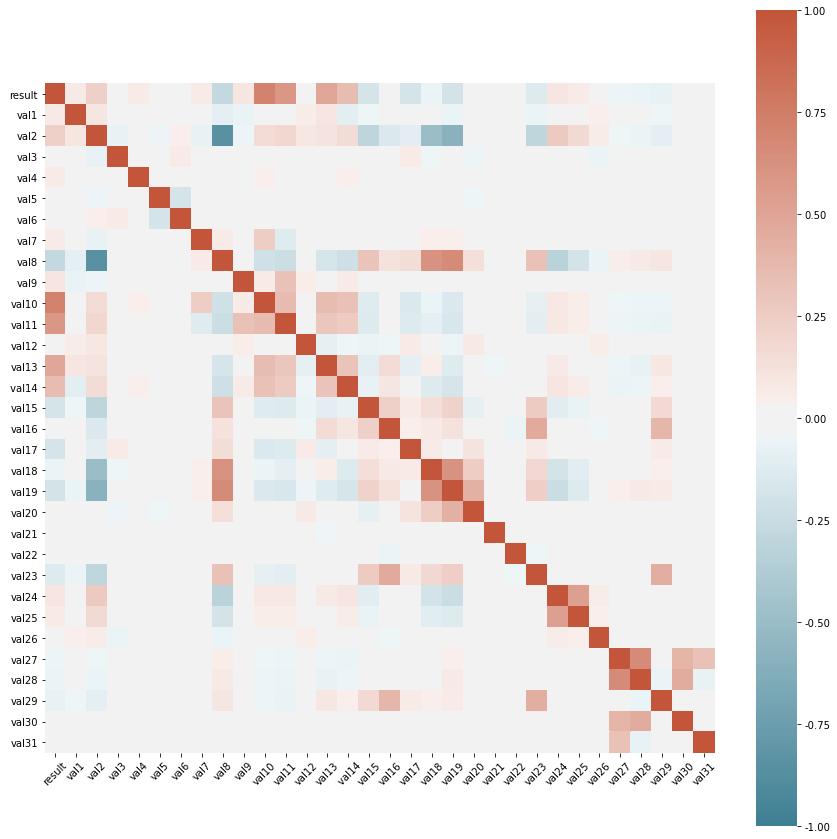 result
val1
val2
val3
val4
val5
val6
val7
val8
val9
val10
val11
val12
val13
val14
val15
val16
val17
val18
val19
val20
val21
val22
val23
val24
val25
val26
val27
val28
val29
val30
val31
result val1 val2 val3 val4 val5 val6 val7 val8 val9 val10 val11 val12 val13 val14 val15 val16 val17 val18 val19 val20 val21 val22 val23 val24 val25 val26 val27 val28 val29 val30 val31
1.00
0.75
0.50
0.25
0.00
-0.25
-0.50
-0.75
-1.00